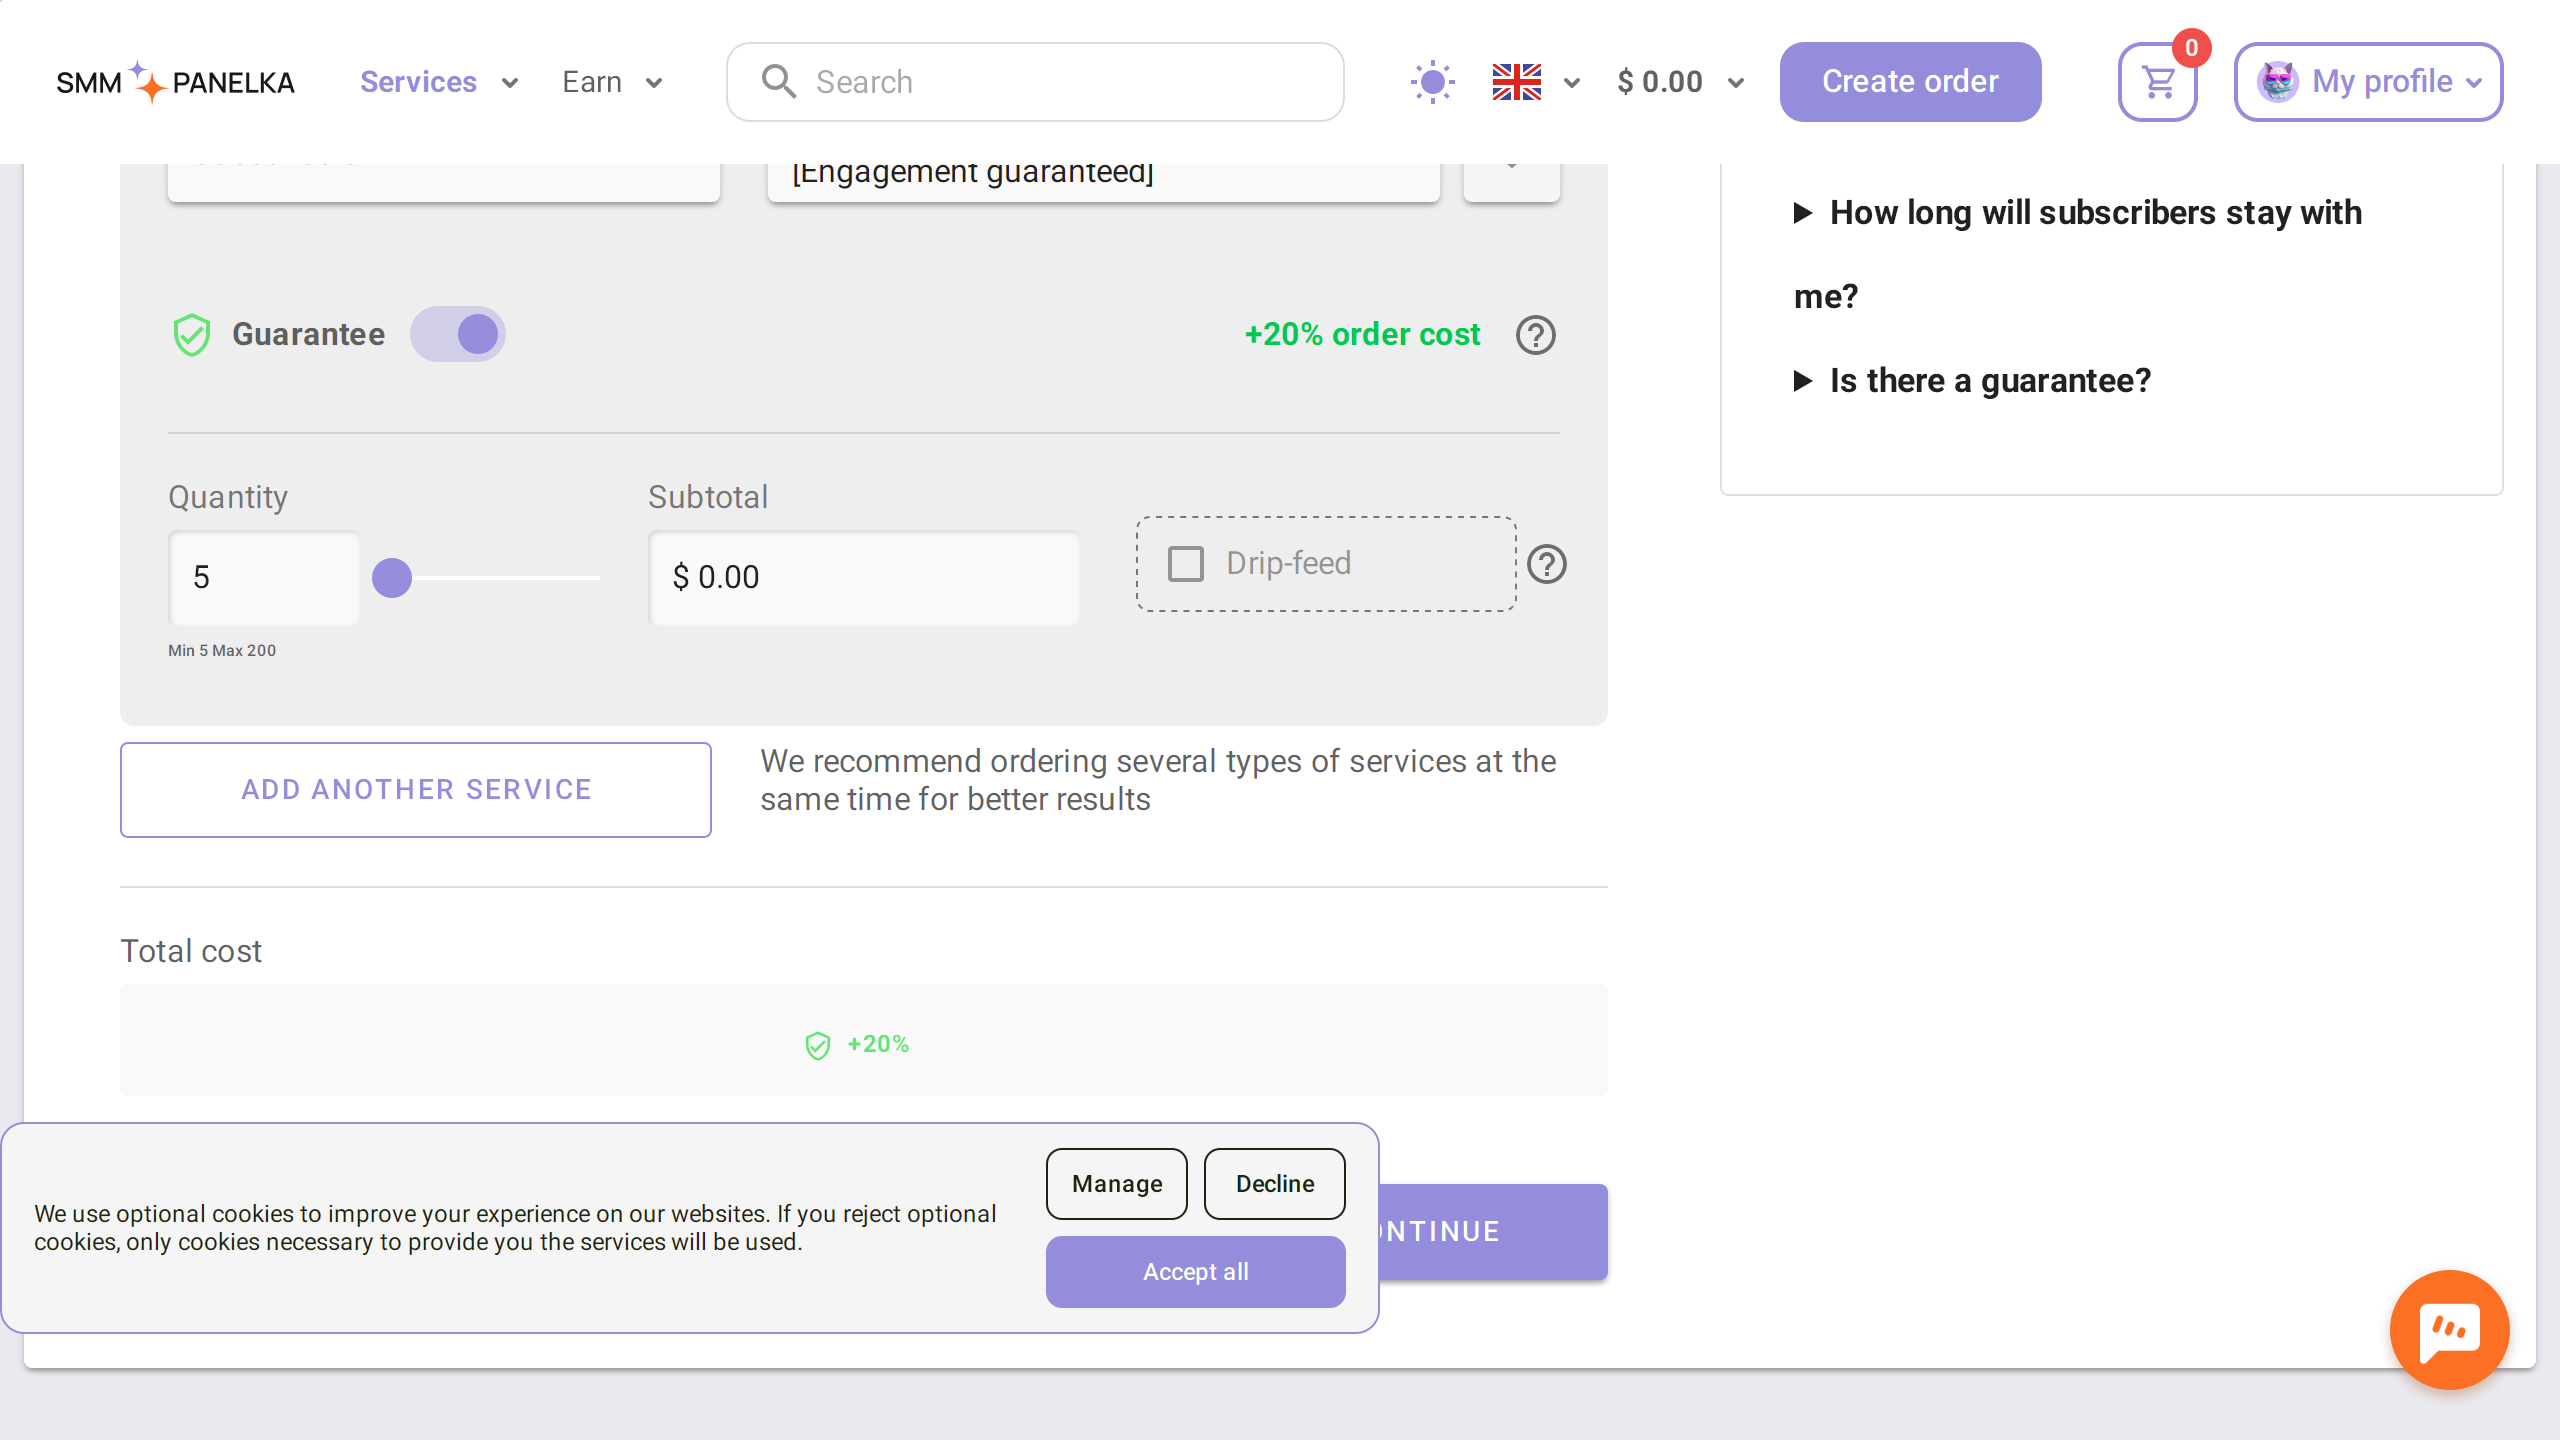 SMM PANELKA
Services
Earn
Search
$ 0.00
Create order
0
My profile
[Engagement guaranteed]
Guarantee
+20% order cost
Quantity
Subtotal
5
$ 0.00
Drip-feed
Min 5 Max 200
ADD ANOTHER SERVICE
We recommend ordering several types of services at the
same time for better results
Total cost
+20%
How long will subscribers stay with
me?
Is there a guarantee?
We use optional cookies to improve your experience on our websites. If you reject optional
cookies, only cookies necessary to provide you the services will be used.
Manage
Decline
Accept all
NTINUE